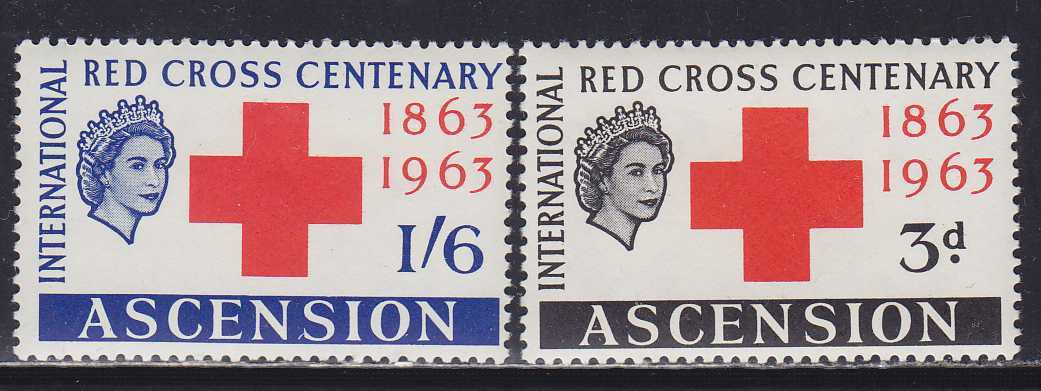 INTERNATIONAL
RED CROSS CENTENARY
1863
1963
1/6
ASCENSION
INTERNATIONAL
RED CROSS CENTENARY
1863
1963
3d.
ASCENSION